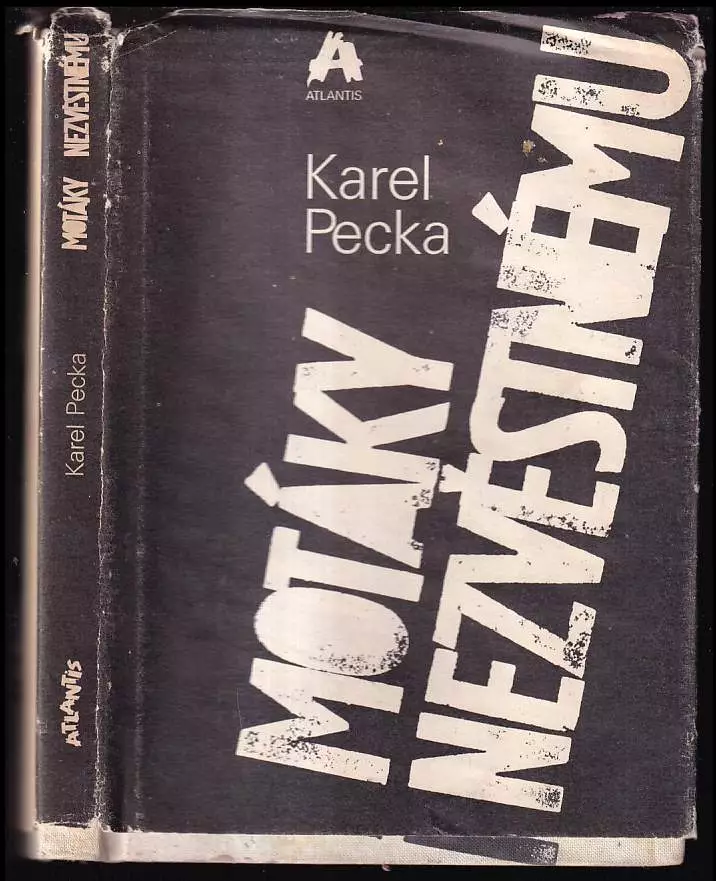 ATLANTIS
Karel
Pecka
MOTÁKY
NEZVĚSTNÉMU
MOTÁKY NEZVĚSTNÉMU
Karel Pecka
ATLANTIS